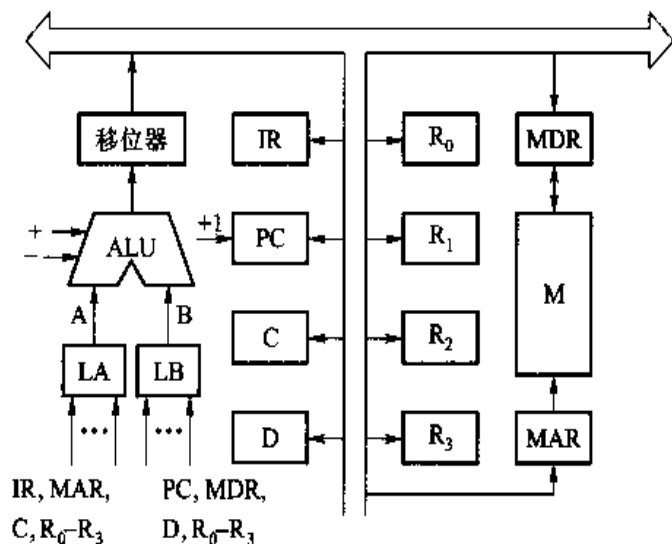 移位器
IR
R₀
MDR
+
−
ALU
+1
PC
R₁
M
A
B
C
R₂
LA
LB
...
...
D
R₃
MAR
IR, MAR,
C, R₀–R₃
PC, MDR,
D, R₀–R₃